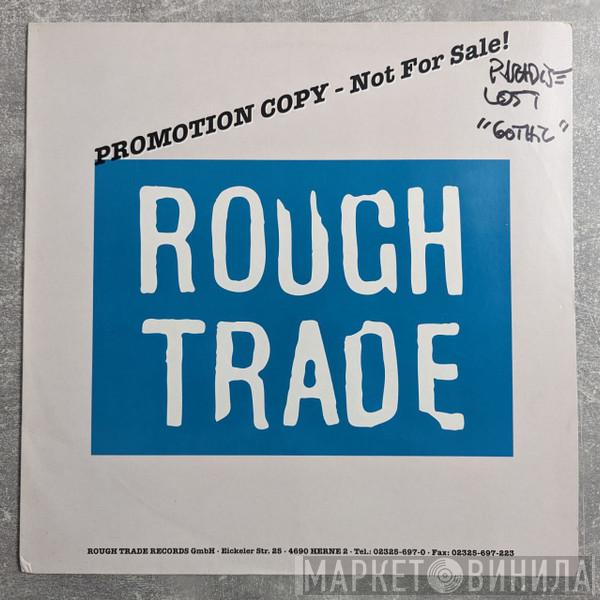 PROMOTION COPY - Not For Sale!
PARADISE
LOST
"GOTHIC"
ROUGH
TRADE
ROUGH TRADE RECORDS GmbH · Eickeler Str. 25 · 4690 HERNE 2 · Tel.: 02325-697-0 · Fax: 02325-697-223
МАРКЕТ ВИНИЛА